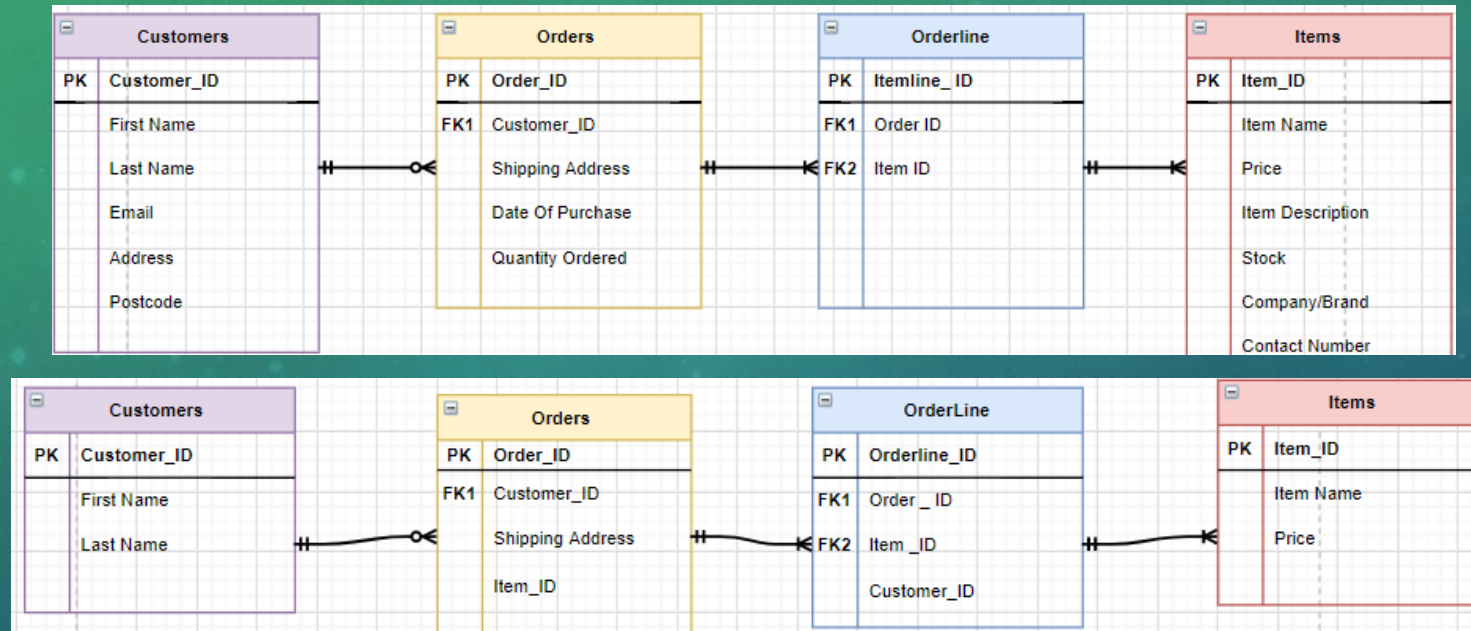 Customers
PK Customer_ID
First Name
Last Name
Email
Address
Postcode
Orders
PK Order_ID
FK1 Customer_ID
Shipping Address
Date Of Purchase
Quantity Ordered
Orderline
PK Itemline_ ID
FK1 Order ID
FK2 Item ID
Items
PK Item_ID
Item Name
Price
Item Description
Stock
Company/Brand
Contact Number
Customers
PK Customer_ID
First Name
Last Name
Orders
PK Order_ID
FK1 Customer_ID
Shipping Address
Item_ID
OrderLine
PK Orderline_ID
FK1 Order _ ID
FK2 Item _ID
Customer_ID
Items
PK Item_ID
Item Name
Price